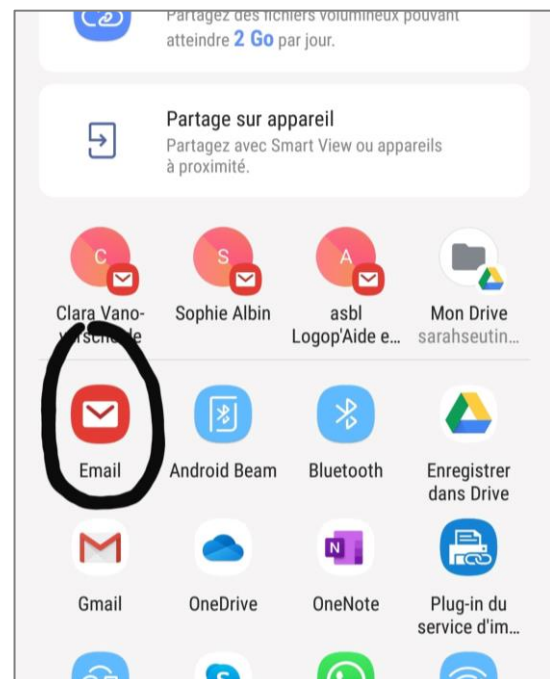 Partagez des fichiers volumineux pouvant
atteindre 2 Go par jour.
Partage sur appareil
Partagez avec Smart View ou appareils
à proximité.
C
S
A
Clara Vano-
Sophie Albin
asbl
Mon Drive
Logop'Aide e...
sarahseutin...
Email
Android Beam
Bluetooth
Enregistrer
dans Drive
N
Gmail
OneDrive
OneNote
Plug-in du
service d'im...
S